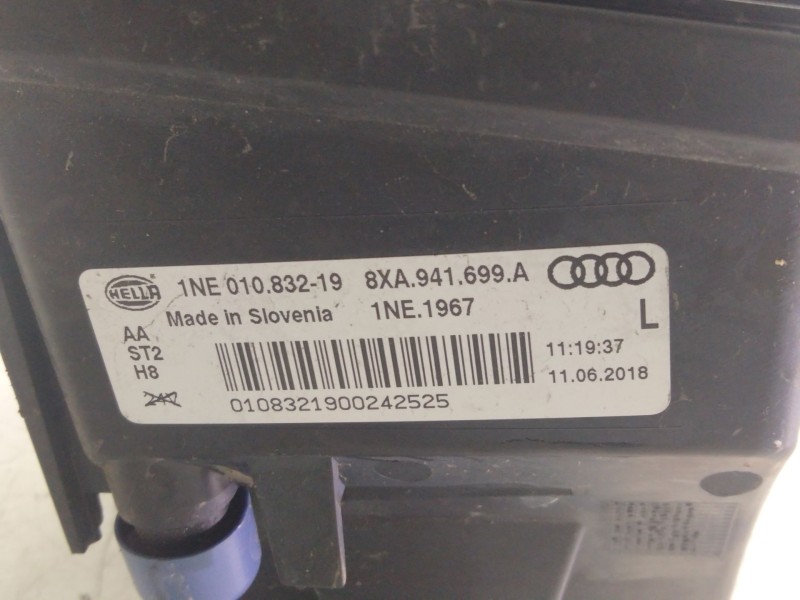 HELLA 1NE 010.832-19 8XA.941.699.A
Made in Slovenia 1NE.1967 L
AA
ST2
H8
24V
11:19:37
11.06.2018
0108321900242525